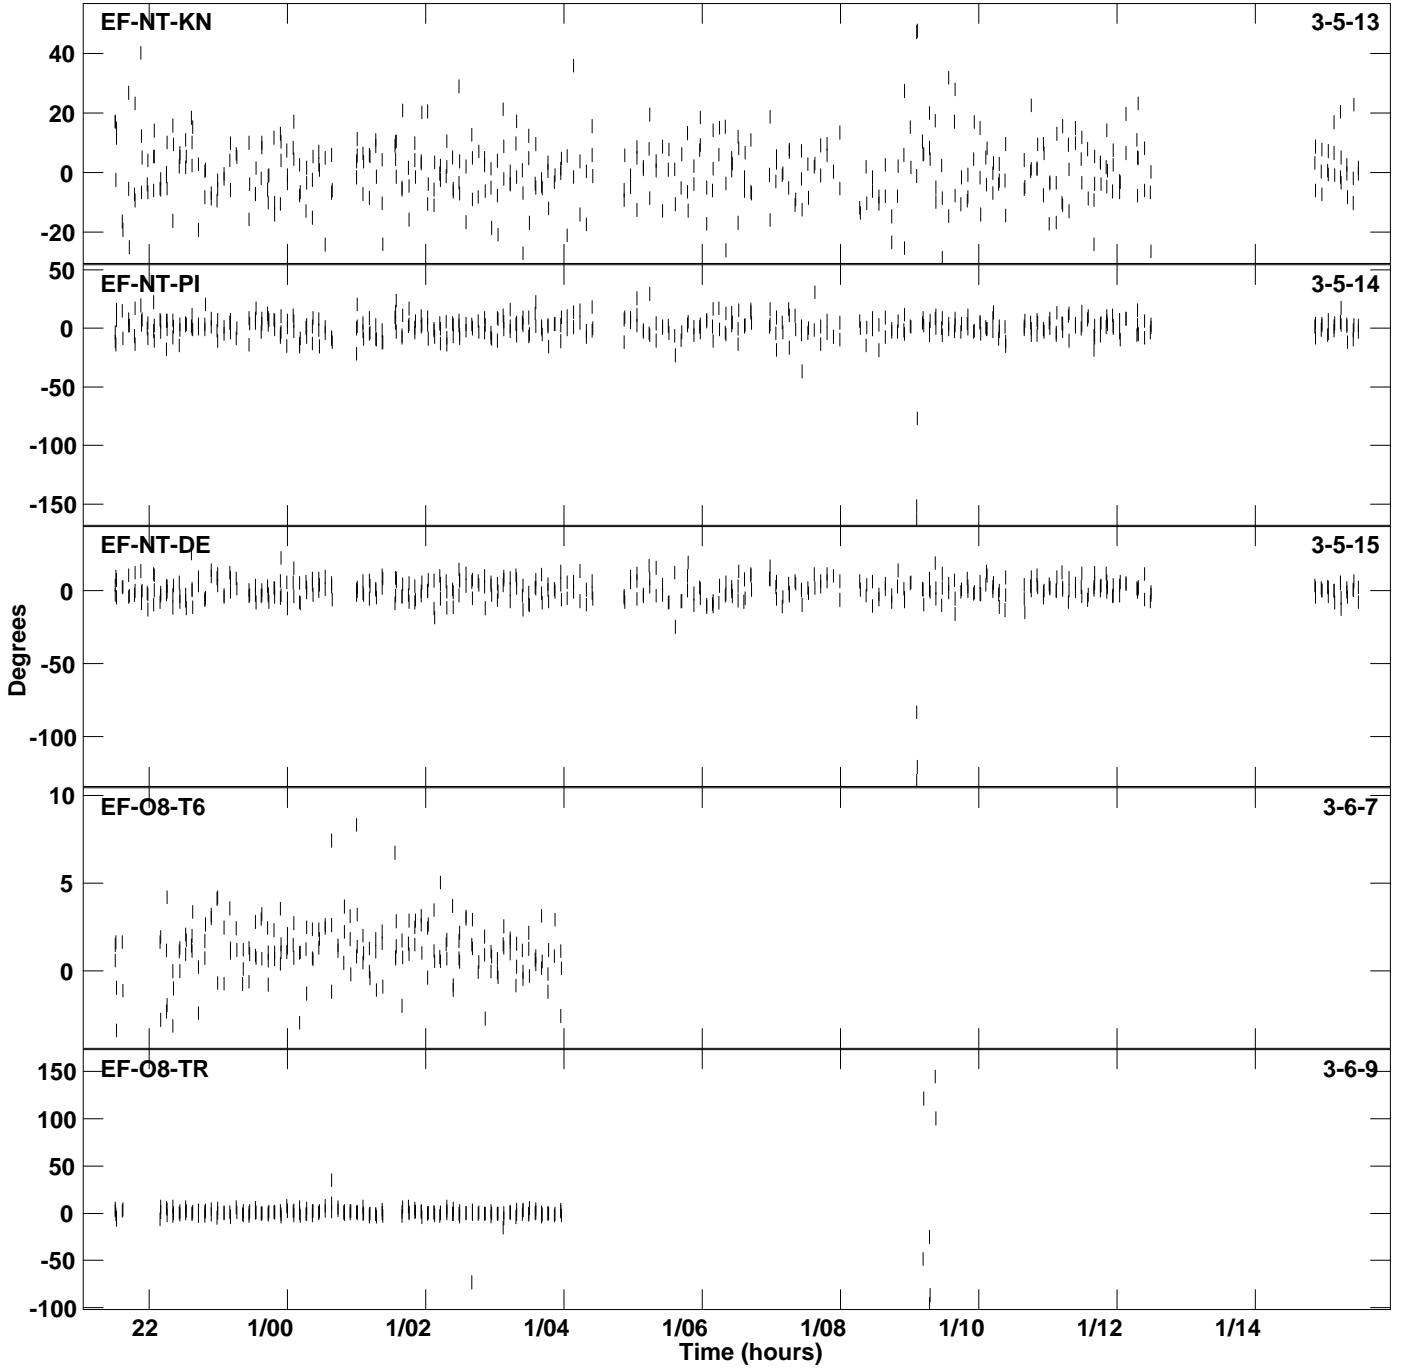 EF-NT-KN 3-5-13
40
20
0
-20
EF-NT-PI 3-5-14
50
0
-50
-100
-150
EF-NT-DE 3-5-15
0
-50
-100
Degrees
EF-O8-T6 3-6-7
10
5
0
EF-O8-TR 3-6-9
150
100
50
0
-50
-100
22 1/00 1/02 1/04 1/06 1/08 1/10 1/12 1/14
Time (hours)